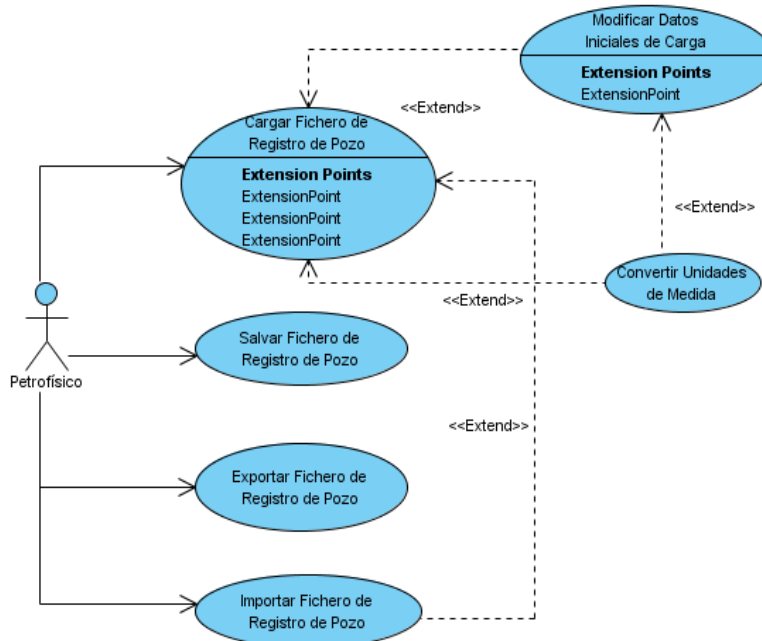 Modificar Datos
Iniciales de Carga
Extension Points
ExtensionPoint
<<Extend>>
Cargar Fichero de
Registro de Pozo
Extension Points
ExtensionPoint
ExtensionPoint
ExtensionPoint
<<Extend>>
Convertir Unidades
de Medida
<<Extend>>
Salvar Fichero de
Registro de Pozo
Petrofísico
<<Extend>>
Exportar Fichero de
Registro de Pozo
Importar Fichero de
Registro de Pozo